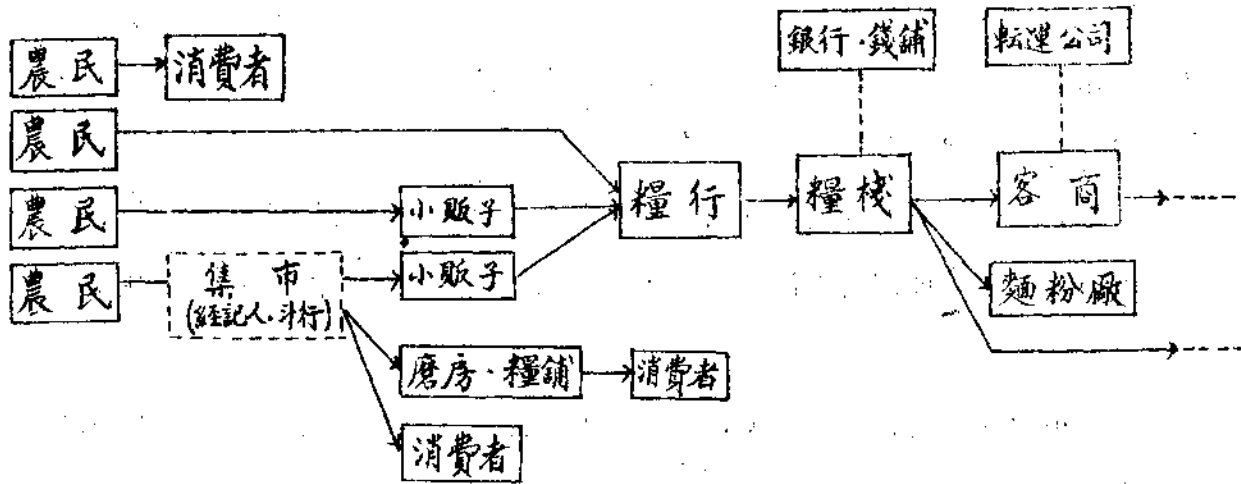 銀行·錢舖
転運公司
農民
消費者
農民
糧行
糧棧
客商
農民
小販子
農民
集市
(経記人·斗行)
小販子
麵粉廠
磨房·糧舖
消費者
消費者